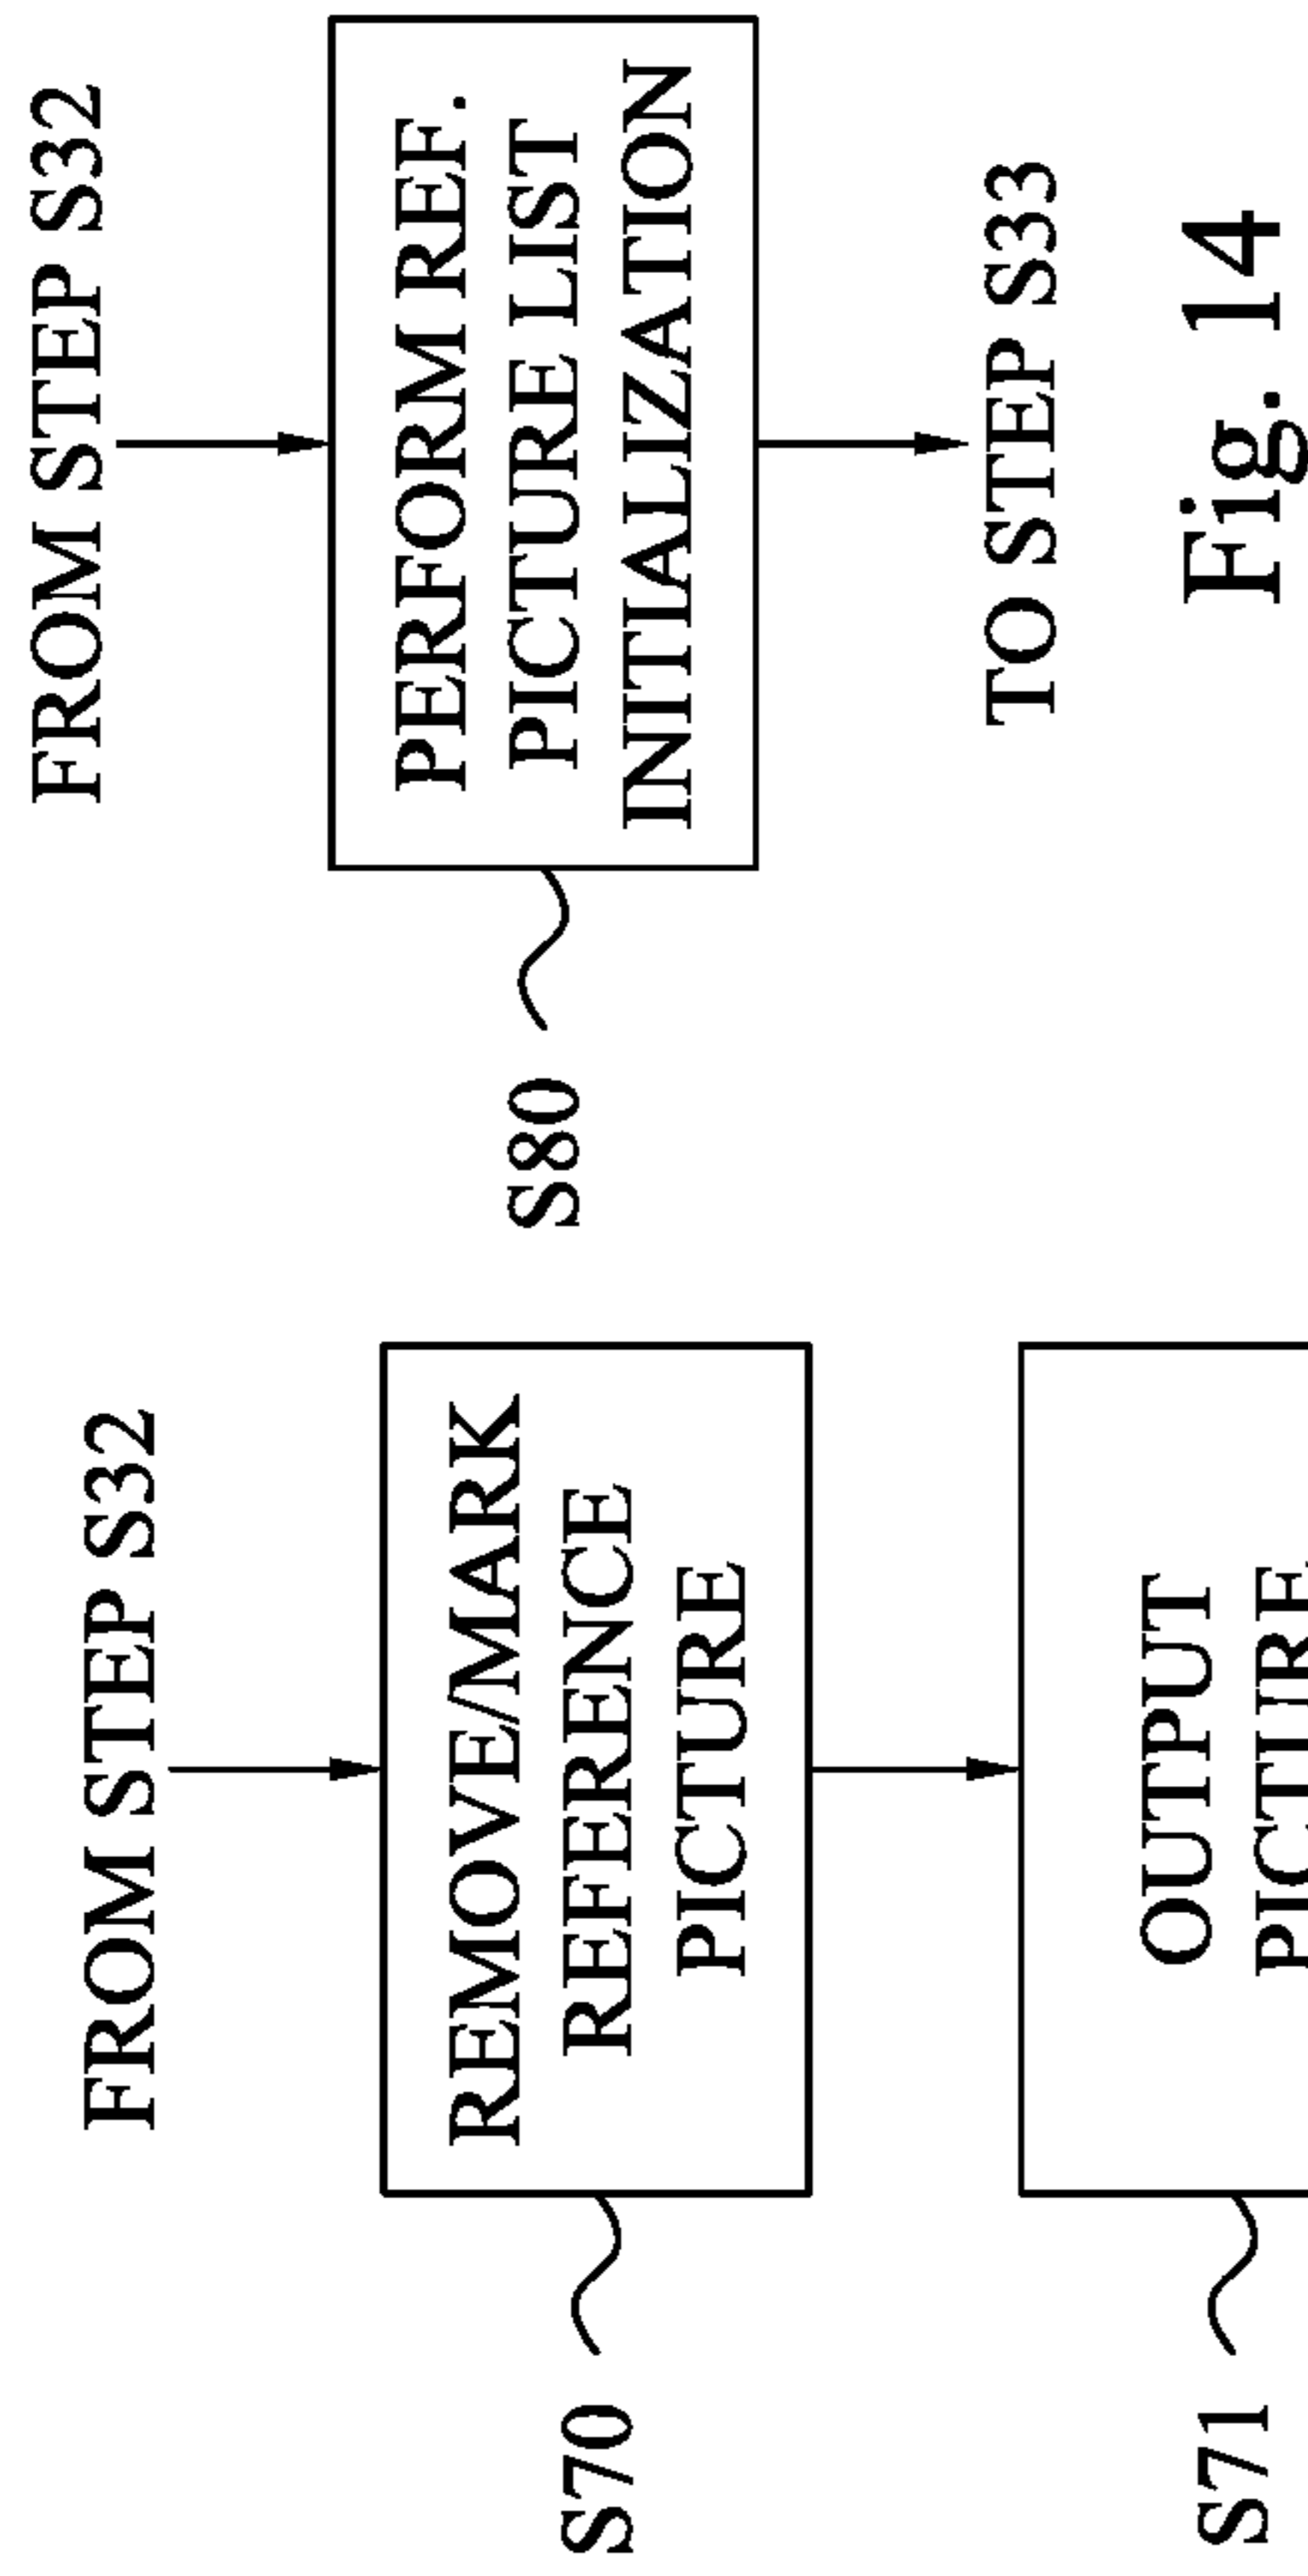 FROM STEP S32
S70
REMOVE/MARK
REFERENCE
PICTURE
S71
OUTPUT
PICTURE
FROM STEP S32
S80
PERFORM REF.
PICTURE LIST
INITIALIZATION
TO STEP S33
Fig. 14